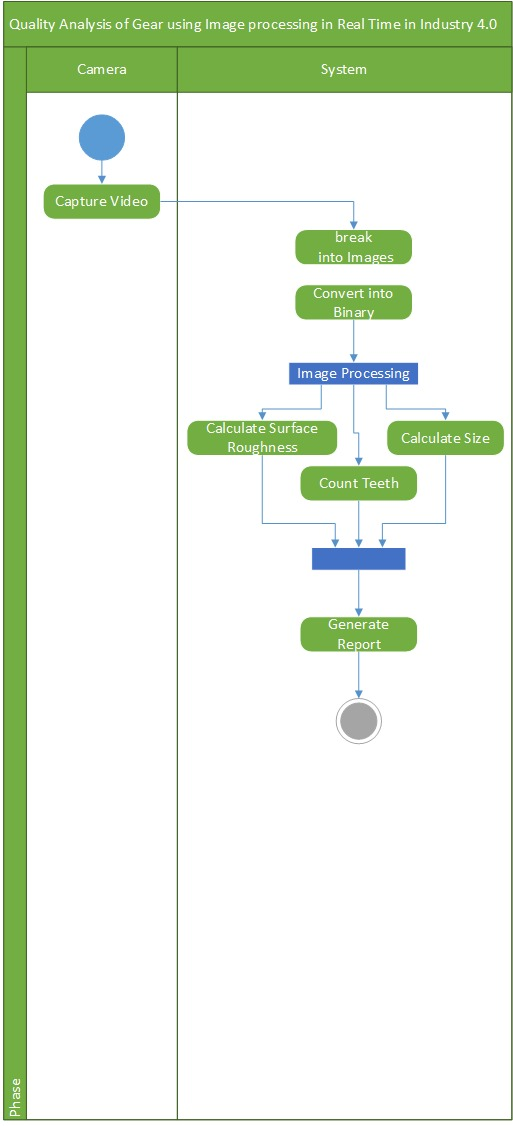 Quality Analysis of Gear using Image processing in Real Time in Industry 4.0
Camera
System
Capture Video
break
into Images
Convert into
Binary
Image Processing
Calculate Surface
Roughness
Calculate Size
Count Teeth
Generate
Report
Phase